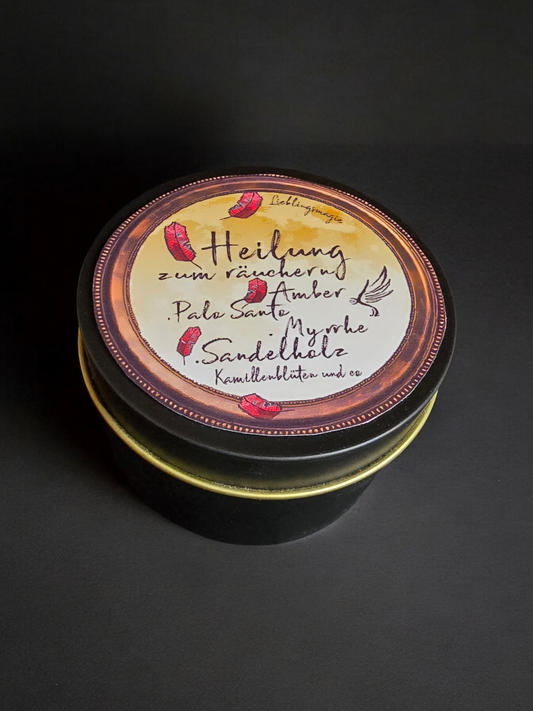 Lieblingsmagie
Heilung
zum räuchern
.Amber
.Palo Santo
.Myrrhe
.Sandelholz
Kamillenblüten und co